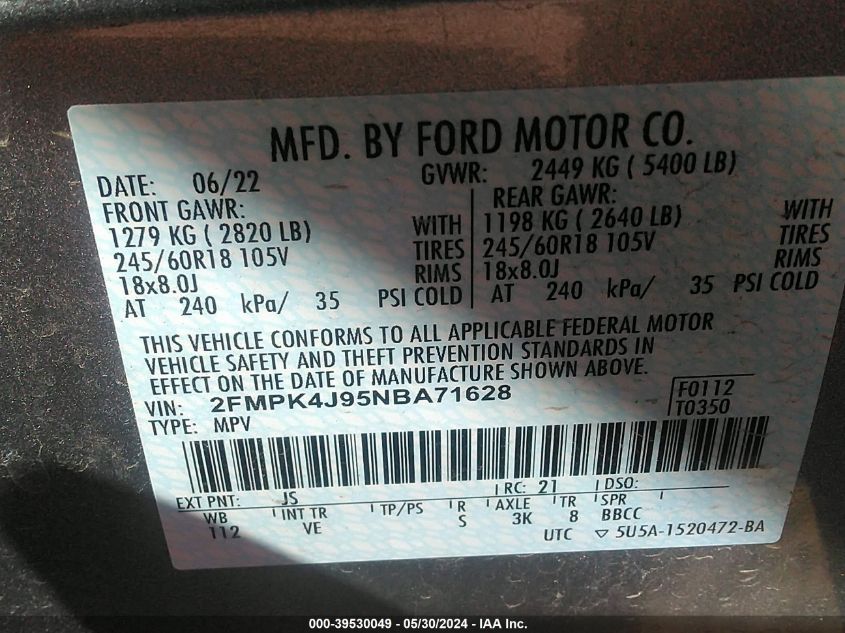 MFD. BY FORD MOTOR CO.
DATE: 06/22 GVWR: 2449 KG ( 5400 LB)
FRONT GAWR: REAR GAWR:
1279 KG ( 2820 LB) WITH 1198 KG ( 2640 LB) WITH
245/60R18 105V TIRES 245/60R18 105V TIRES
18x8.0J RIMS 18x8.0J RIMS
AT 240 kPa/ 35 PSI COLD AT 240 kPa/ 35 PSI COLD
THIS VEHICLE CONFORMS TO ALL APPLICABLE FEDERAL MOTOR
VEHICLE SAFETY AND THEFT PREVENTION STANDARDS IN
EFFECT ON THE DATE OF MANUFACTURE SHOWN ABOVE.
VIN: 2FMPK4J95NBA71628 F0112
TYPE: MPV T0350
EXT PNT: JS RC: 21 DSO:
WB INT TR TP/PS R AXLE TR SPR
112 VE S 3K 8 BBCC
UTC ▽ 5U5A-1520472-BA
000-39530049 - 05/30/2024 - IAA Inc.